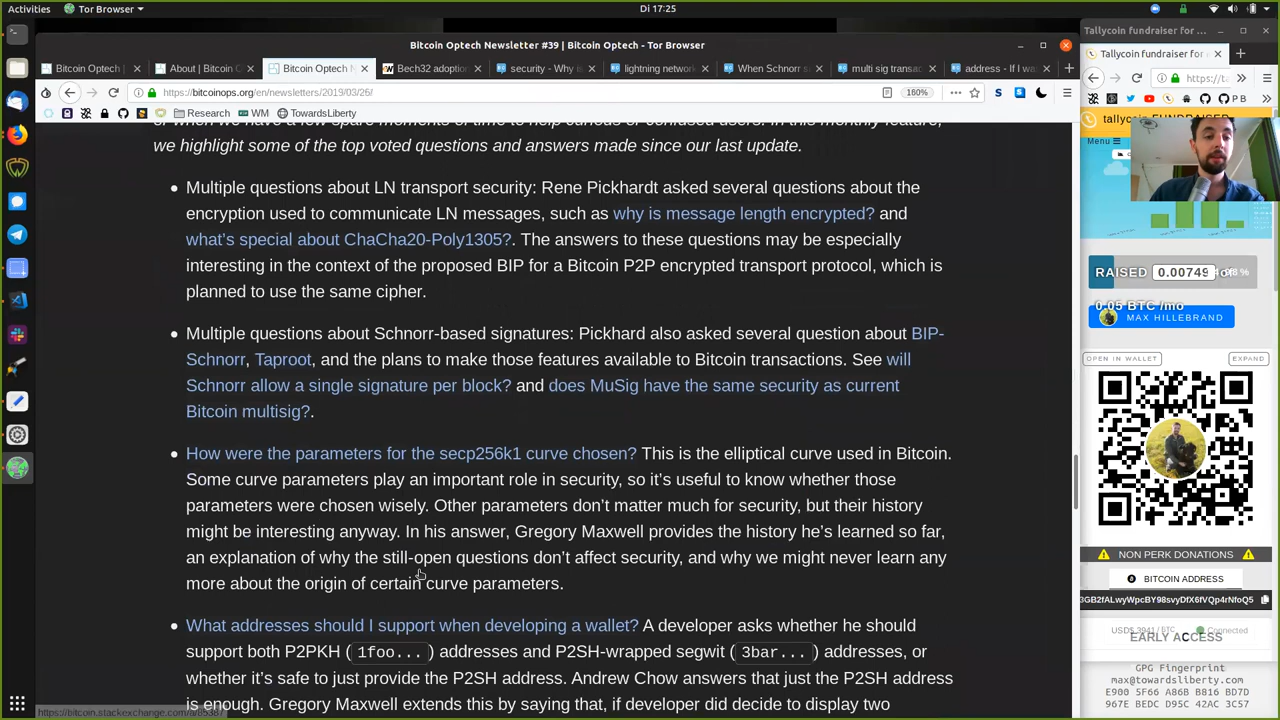 Activities
Tor Browser
Di 17:25
Bitcoin Optech Newsletter #39 | Bitcoin Optech - Tor Browser
Tallycoin fundraiser for ...
Bitcoin Optech |
About | Bitcoin O
Bitcoin Optech N
Bech32 adoption
security - Why is
lightning network
When Schnorr s
multi sig transac
address - If I wa
Tallycoin fundraiser for
https://bitcoinops.org/en/newsletters/2019/03/26/
180%
https://t
Research
WM
TowardsLiberty
P B
tallycoin FUNDRAISER
Menu
we highlight some of the top voted questions and answers made since our last update.
Multiple questions about LN transport security: Rene Pickhardt asked several questions about the
encryption used to communicate LN messages, such as why is message length encrypted? and
what's special about ChaCha20-Poly1305?. The answers to these questions may be especially
interesting in the context of the proposed BIP for a Bitcoin P2P encrypted transport protocol, which is
planned to use the same cipher.
Multiple questions about Schnorr-based signatures: Pickhard also asked several question about BIP-
Schnorr, Taproot, and the plans to make those features available to Bitcoin transactions. See will
Schnorr allow a single signature per block? and does MuSig have the same security as current
Bitcoin multisig?.
How were the parameters for the secp256k1 curve chosen? This is the elliptical curve used in Bitcoin.
Some curve parameters play an important role in security, so it's useful to know whether those
parameters were chosen wisely. Other parameters don't matter much for security, but their history
might be interesting anyway. In his answer, Gregory Maxwell provides the history he's learned so far,
an explanation of why the still-open questions don't affect security, and why we might never learn any
more about the origin of certain curve parameters.
What addresses should I support when developing a wallet? A developer asks whether he should
support both P2PKH ( 1foo... ) addresses and P2SH-wrapped segwit ( 3bar... ) addresses, or
whether it's safe to just provide the P2SH address. Andrew Chow answers that just the P2SH address
is enough. Gregory Maxwell extends this by saying that, if developer did decide to display two
RAISED 0.00749
0.05 BTC /mo
MAX HILLEBRAND
OPEN IN WALLET
EXPAND
NON PERK DONATIONS
BITCOIN ADDRESS
3GB2fALwyWpcBY98svyDfX6fVQp4rNfoQ5
USD$ 3941 / BTC
Connected
EARLY ACCESS
GPG Fingerprint
max@towardsliberty.com
E900 5F66 A86B B816 BD7D
967E BEDC D95C 42AC 3C57